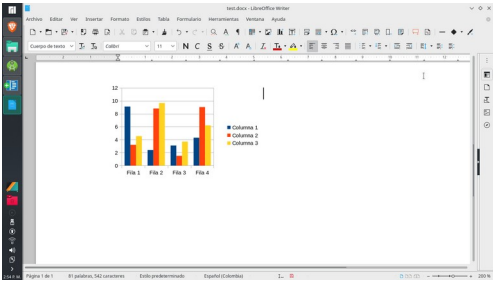 test.docx - LibreOffice Writer
Archivo Editar Ver Insertar Formato Estilos Tabla Formulario Herramientas Ventana Ayuda
Cuerpo de texto Calibri 11 N C S S
12
10
8
6
4
2
0
Fila 1 Fila 2 Fila 3 Fila 4
Columna 1
Columna 2
Columna 3
2:54 P. M.
Página 1 de 1 81 palabras, 542 caracteres Estilo predeterminado Español (Colombia) 200 %